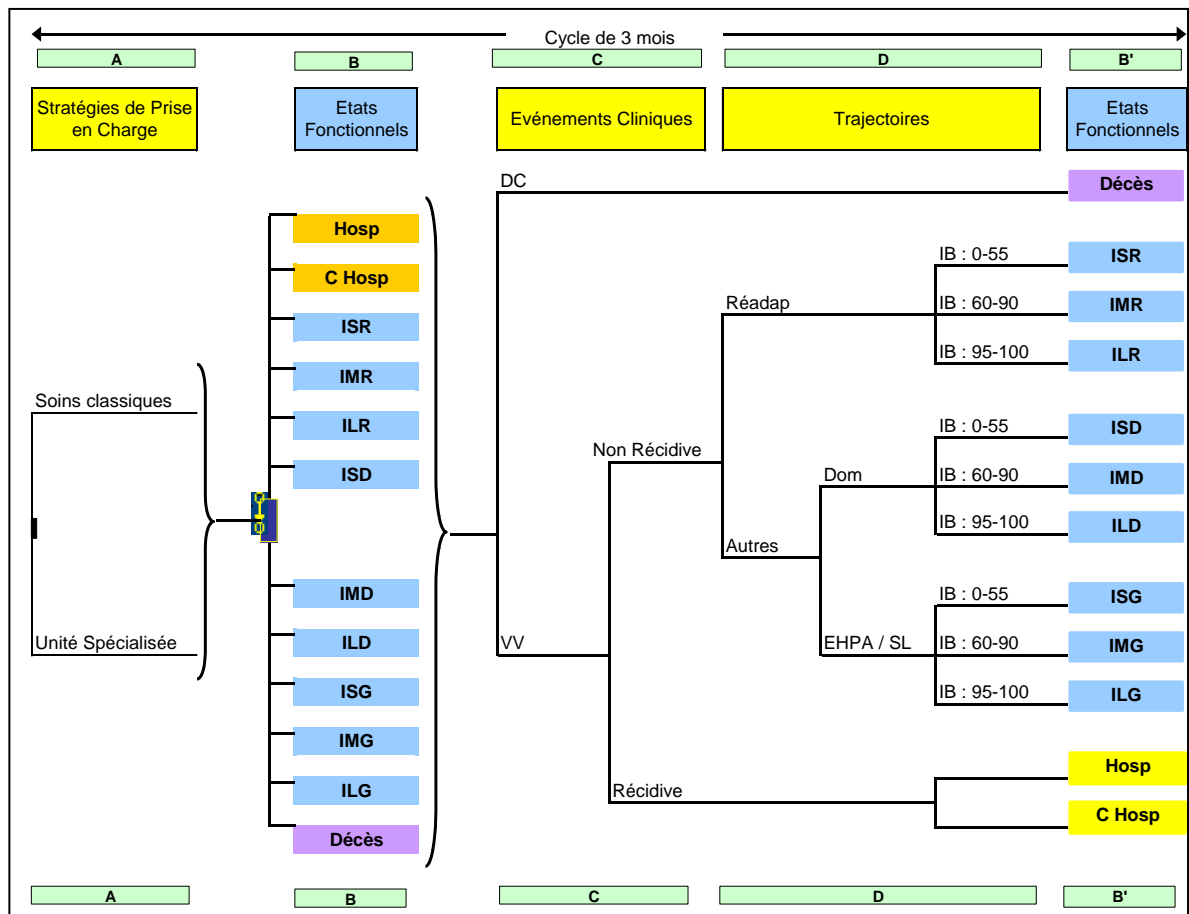 Cycle de 3 mois
A
B
C
D
B'
Stratégies de Prise
en Charge
Etats
Fonctionnels
Evénements Cliniques
Trajectoires
Etats
Fonctionnels
DC
Décès
Hosp
C Hosp
ISR
IMR
ILR
ISD
IMD
ILD
ISG
IMG
ILG
Décès
Soins classiques
Unité Spécialisée
VV
Non Récidive
Récidive
Réadap
Autres
Dom
EHPA / SL
IB : 0-55
ISR
IB : 60-90
IMR
IB : 95-100
ILR
IB : 0-55
ISD
IB : 60-90
IMD
IB : 95-100
ILD
IB : 0-55
ISG
IB : 60-90
IMG
IB : 95-100
ILG
Hosp
C Hosp
A
B
C
D
B'